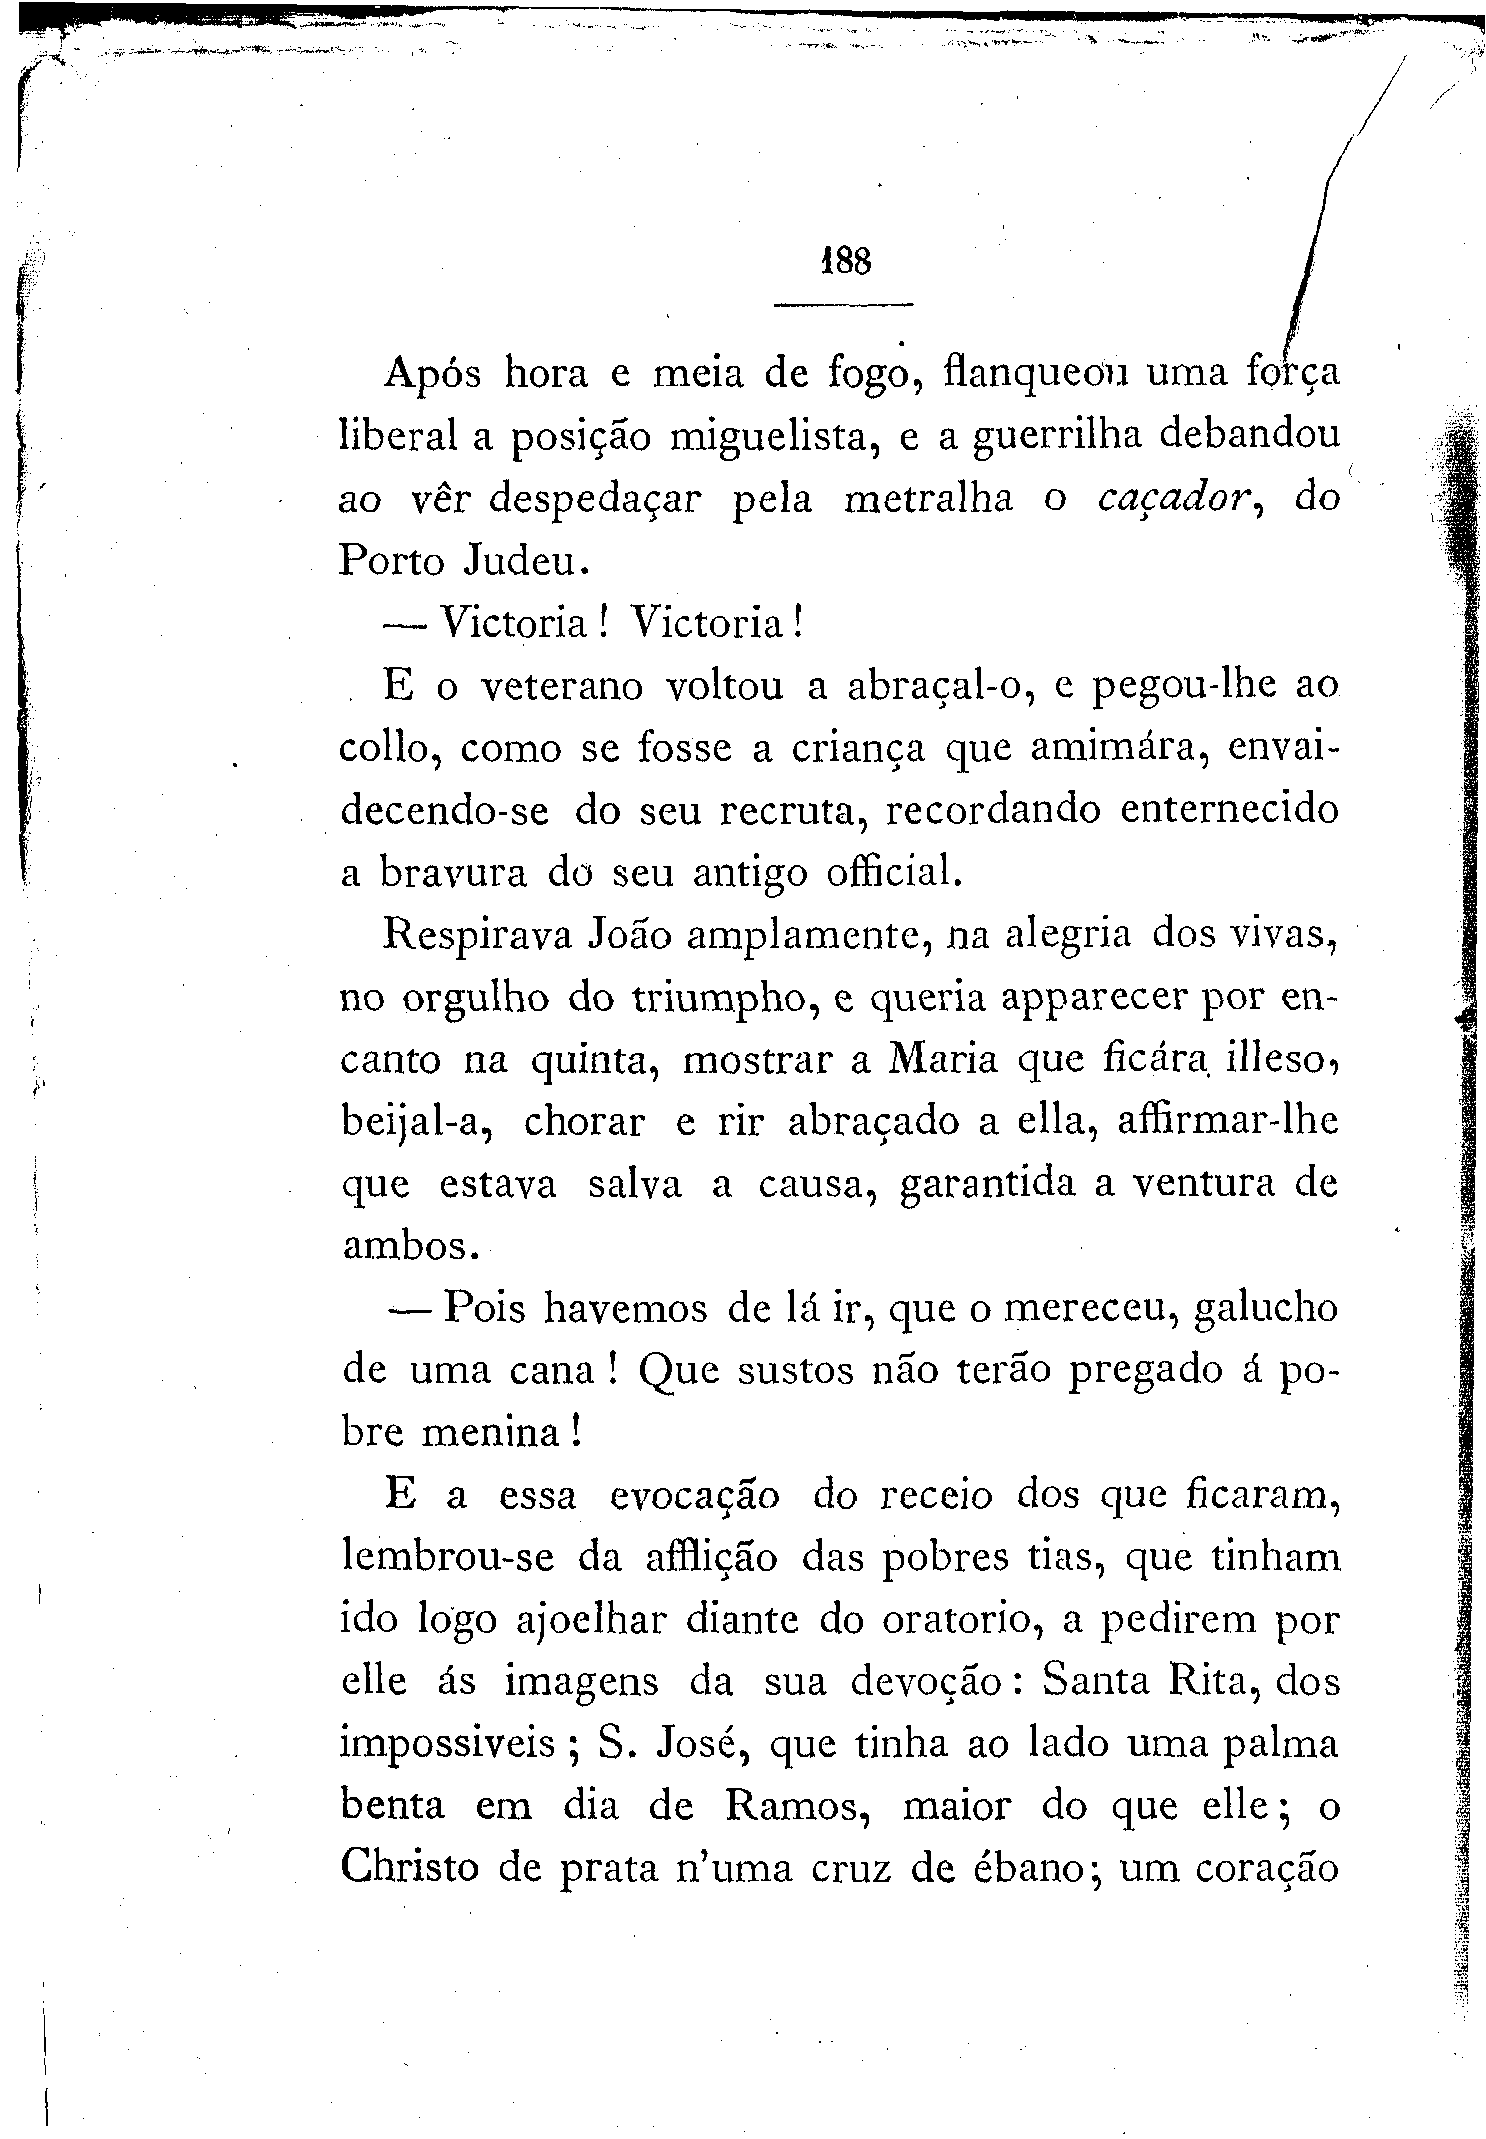 188
Após hora e meia de fogo, flanqueou uma força
liberal a posição miguelista, e a guerrilha debandou
ao vêr despedaçar pela metralha o caçador, do
Porto Judeu.
— Victoria ! Victoria !
E o veterano voltou a abraçal-o, e pegou-lhe ao
collo, como se fosse a criança que amimára, envai-
decendo-se do seu recruta, recordando enternecido
a bravura do seu antigo official.
Respirava João amplamente, na alegria dos vivas,
no orgulho do triumpho, e queria apparecer por en-
canto na quinta, mostrar a Maria que ficára illeso,
beijal-a, chorar e rir abraçado a ella, affirmar-lhe
que estava salva a causa, garantida a ventura de
ambos.
— Pois havemos de lá ir, que o mereceu, galucho
de uma cana ! Que sustos não terão pregado á po-
bre menina !
E a essa evocação do receio dos que ficaram,
lembrou-se da afflição das pobres tias, que tinham
ido logo ajoelhar diante do oratorio, a pedirem por
elle ás imagens da sua devoção : Santa Rita, dos
impossiveis ; S. José, que tinha ao lado uma palma
benta em dia de Ramos, maior do que elle ; o
Christo de prata n'uma cruz de ébano; um coração